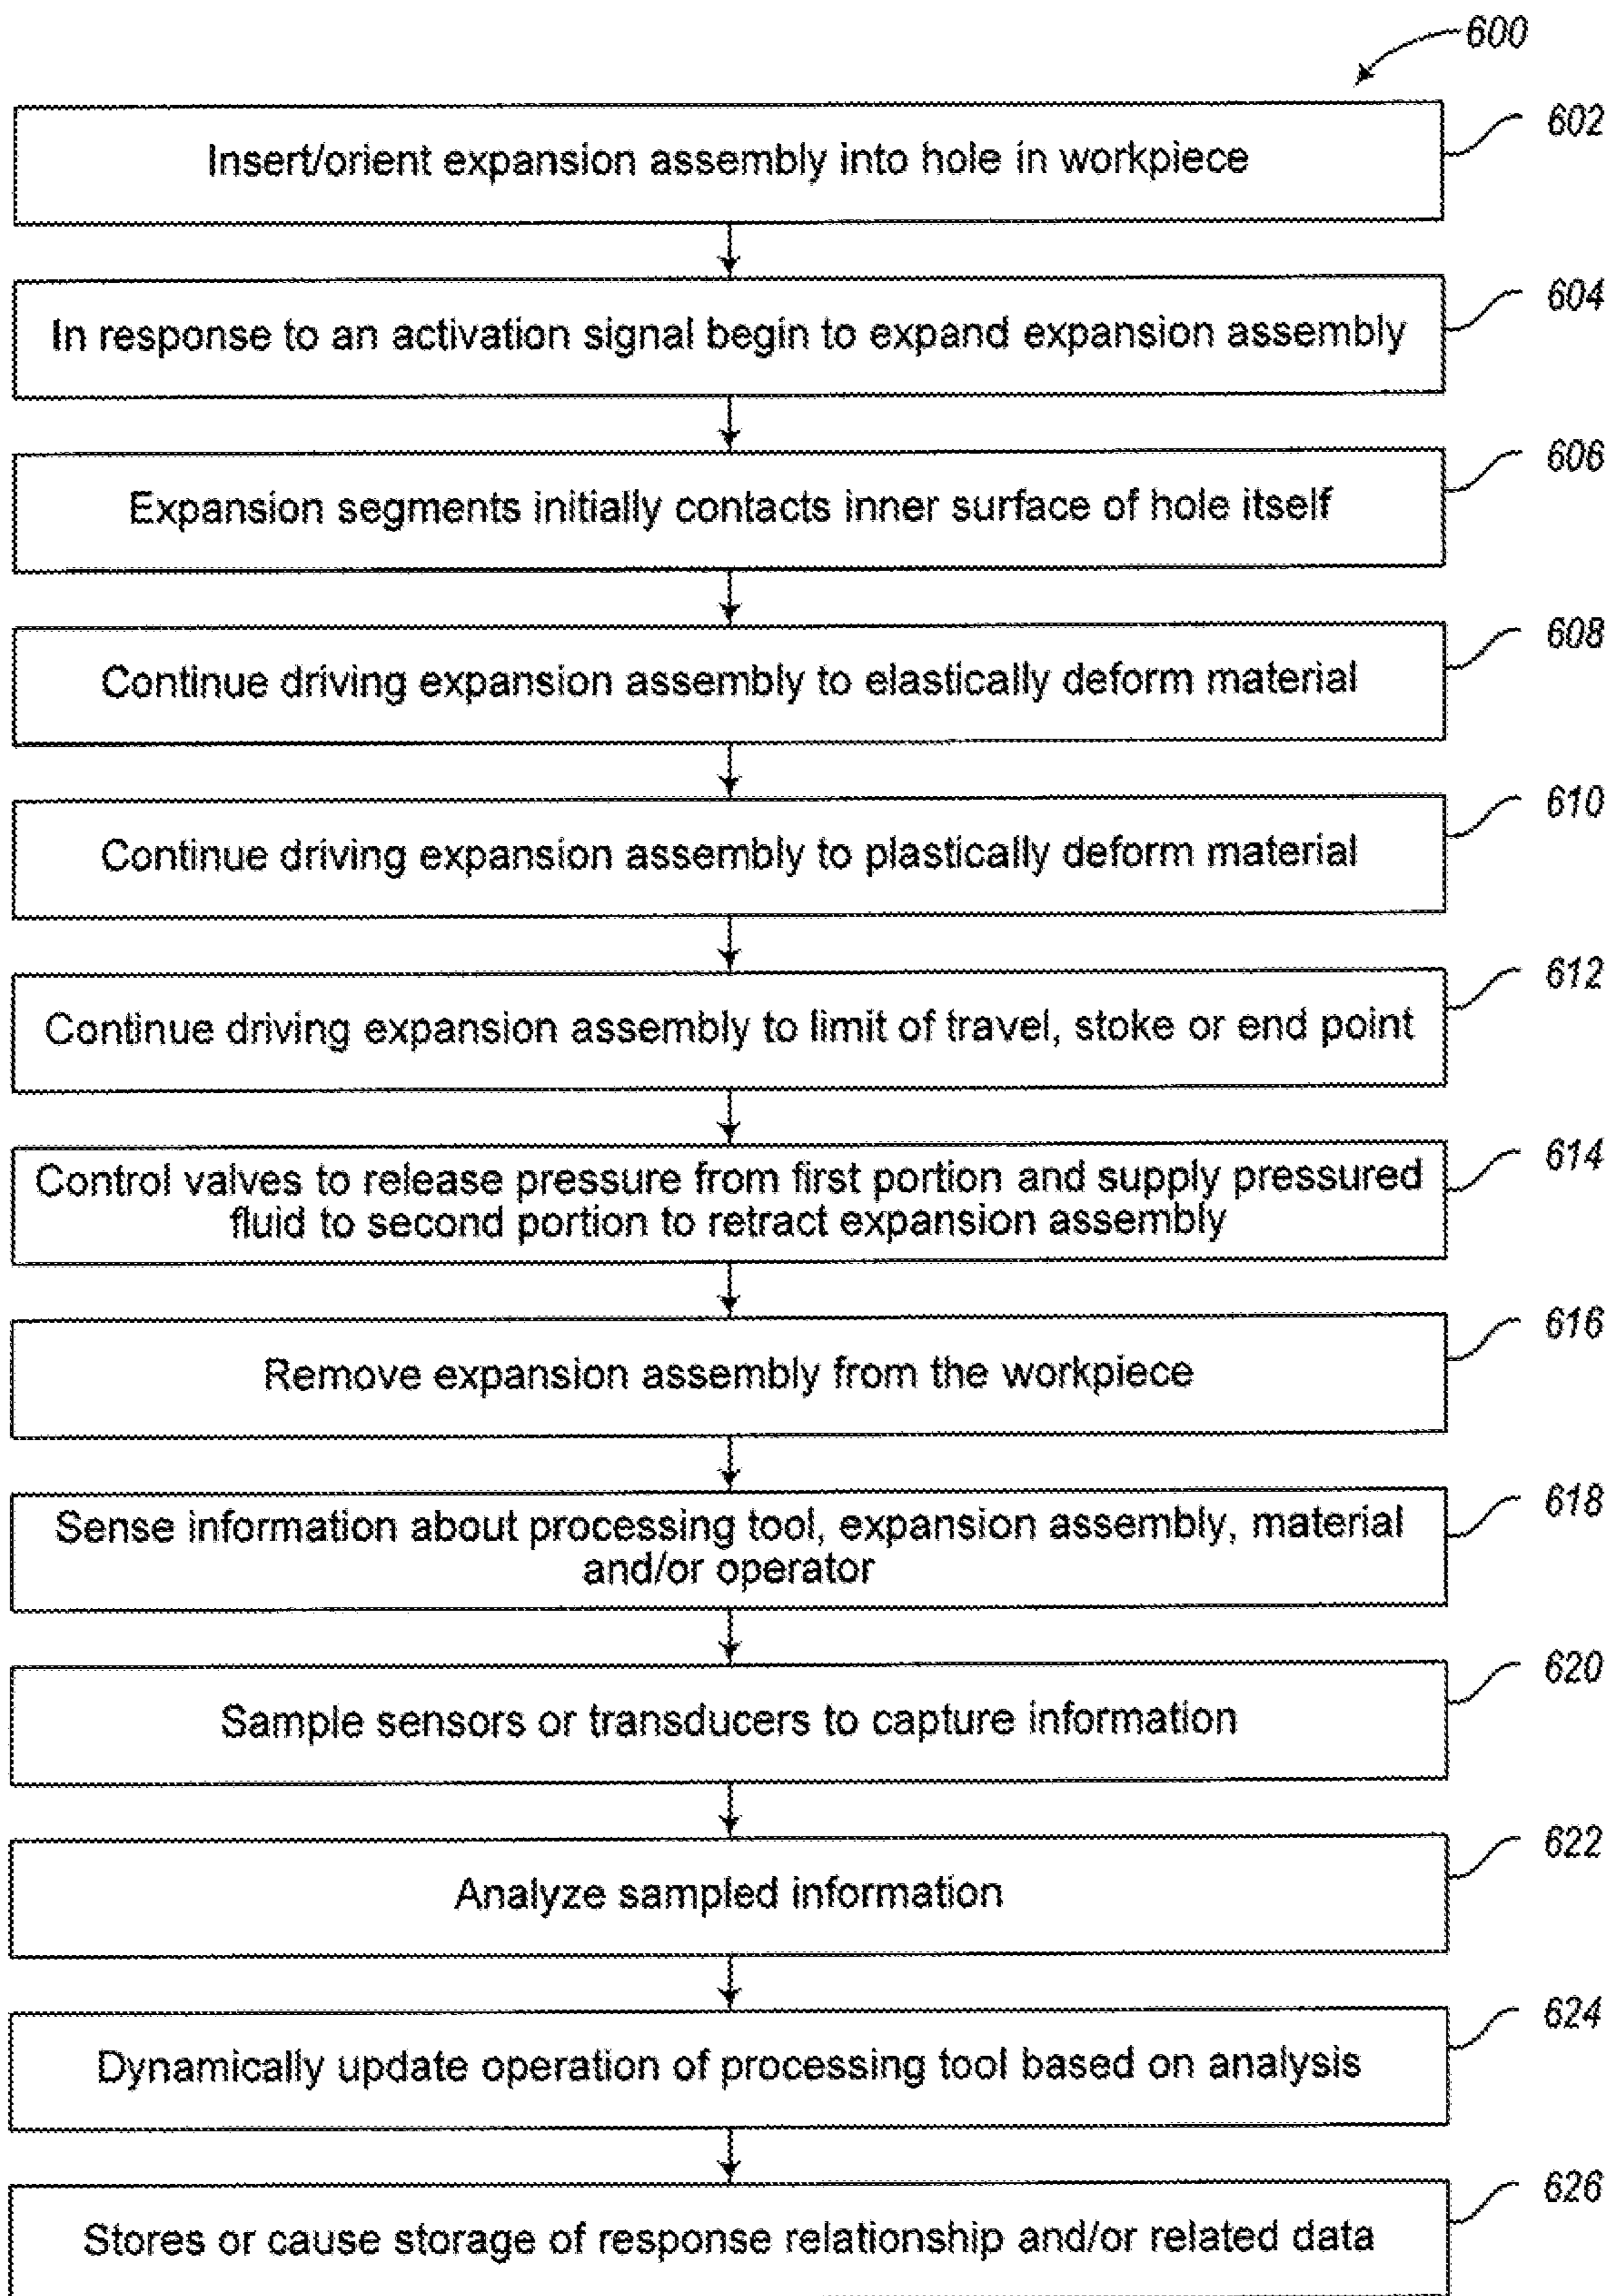 600
602
Insert/orient expansion assembly into hole in workpiece
604
In response to an activation signal begin to expand expansion assembly
606
Expansion segments initially contacts inner surface of hole itself
608
Continue driving expansion assembly to elastically deform material
610
Continue driving expansion assembly to plastically deform material
612
Continue driving expansion assembly to limit of travel, stoke or end point
614
Control valves to release pressure from first portion and supply pressured
fluid to second portion to retract expansion assembly
616
Remove expansion assembly from the workpiece
618
Sense information about processing tool, expansion assembly, material
and/or operator
620
Sample sensors or transducers to capture information
622
Analyze sampled information
624
Dynamically update operation of processing tool based on analysis
626
Stores or cause storage of response relationship and/or related data